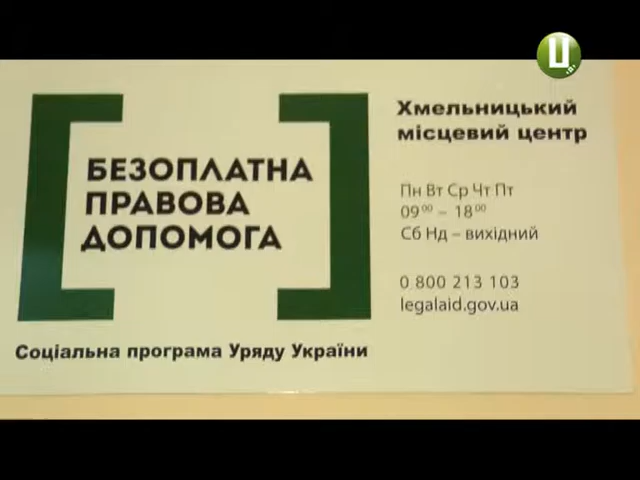 Ц
БЕЗОПЛАТНА
ПРАВОВА
ДОПОМОГА
Соціальна програма Уряду України
Хмельницький
місцевий центр
Пн Вт Ср Чт Пт
09⁰⁰ – 18⁰⁰
Сб Нд – вихідний
0 800 213 103
legalaid.gov.ua